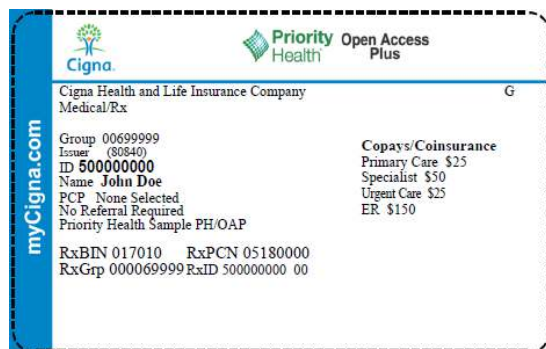 myCigna.com
Cigna.
Priority Health
Open Access Plus
Cigna Health and Life Insurance Company G
Medical/Rx
Group 00699999
Issuer (80840)
ID 500000000
Name John Doe
PCP None Selected
No Referral Required
Priority Health Sample PH/OAP
Copays/Coinsurance
Primary Care $25
Specialist $50
Urgent Care $25
ER $150
RxBIN 017010 RxPCN 05180000
RxGrp 000069999 RxID 500000000 00